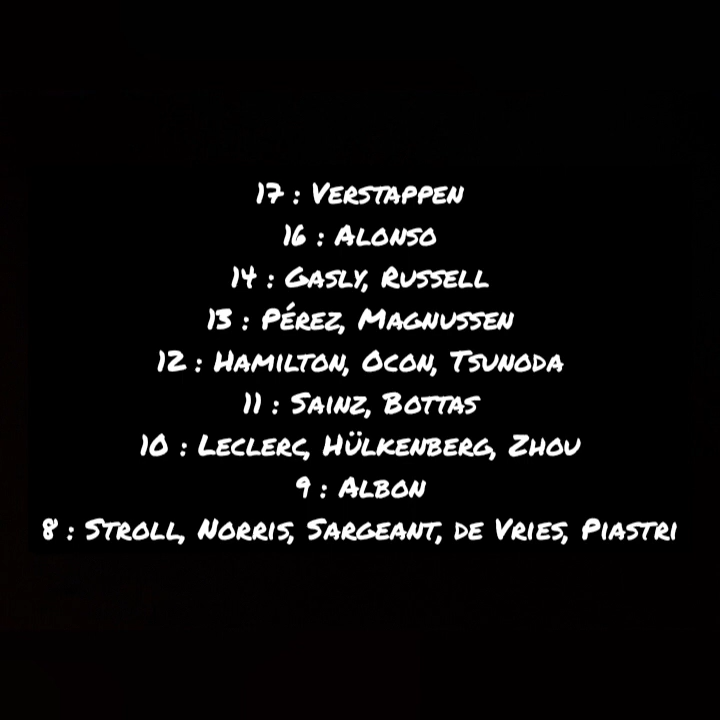 17 : Verstappen
16 : Alonso
14 : Gasly, Russell
13 : Pérez, Magnussen
12 : Hamilton, Ocon, Tsunoda
11 : Sainz, Bottas
10 : Leclerc, Hülkenberg, Zhou
9 : Albon
8 : Stroll, Norris, Sargeant, de Vries, Piastri